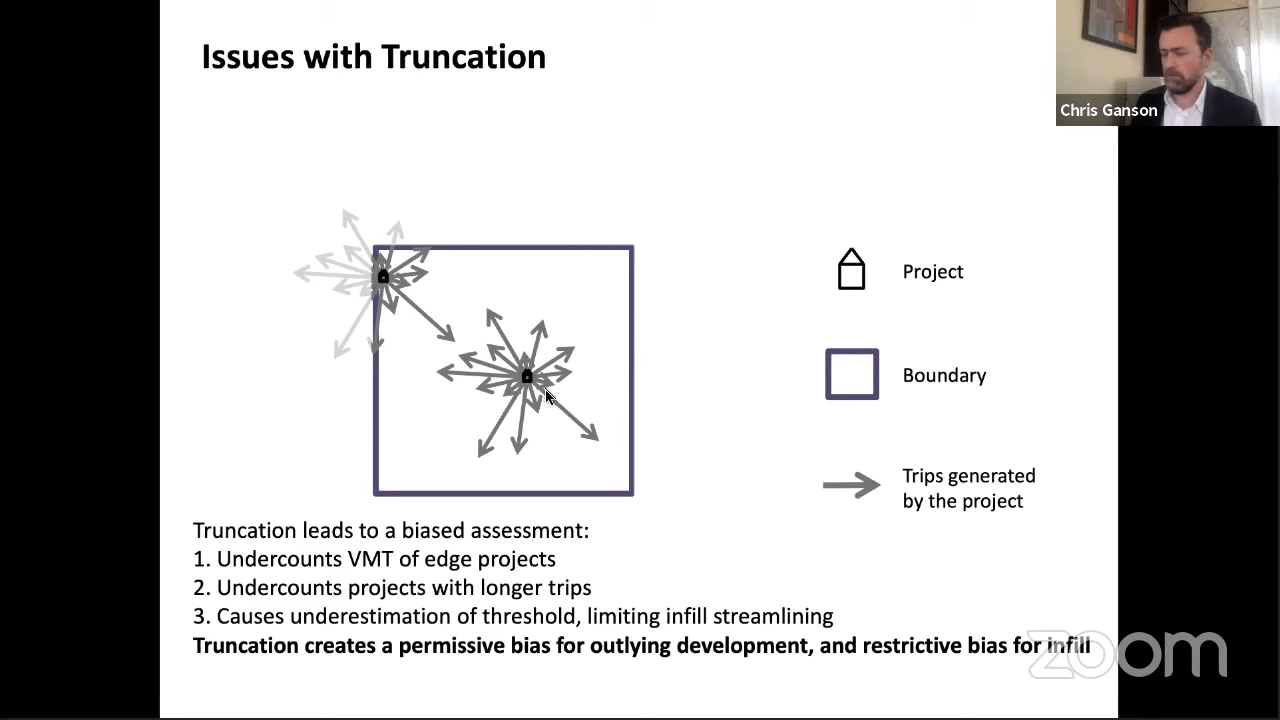 Issues with Truncation
Chris Ganson
Project
Boundary
Trips generated
by the project
Truncation leads to a biased assessment:
1. Undercounts VMT of edge projects
2. Undercounts projects with longer trips
3. Causes underestimation of threshold, limiting infill streamlining
Truncation creates a permissive bias for outlying development, and restrictive bias for infill
zoom